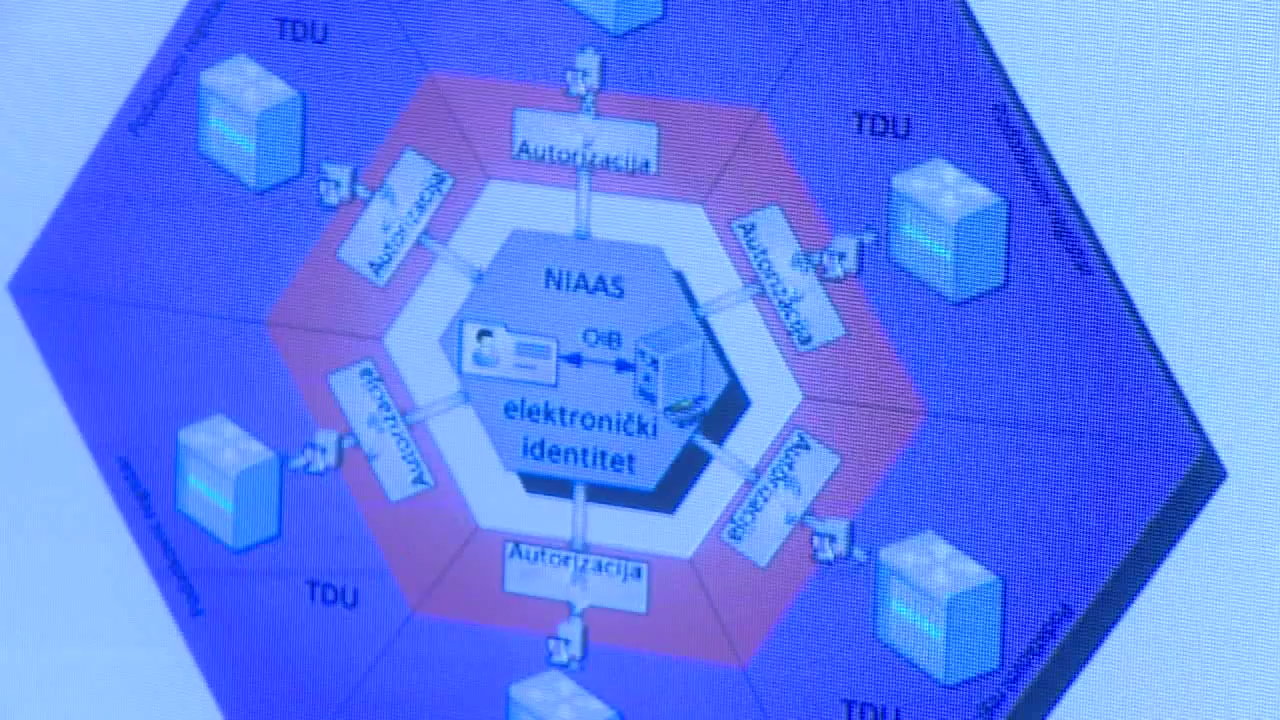 TDU
TDU
Autorizacija
Autorizacija
Autorizacija
NIAAS
OIB
elektronički
identitet
Autorizacija
Autorizacija
Autorizacija
TDU
TDU